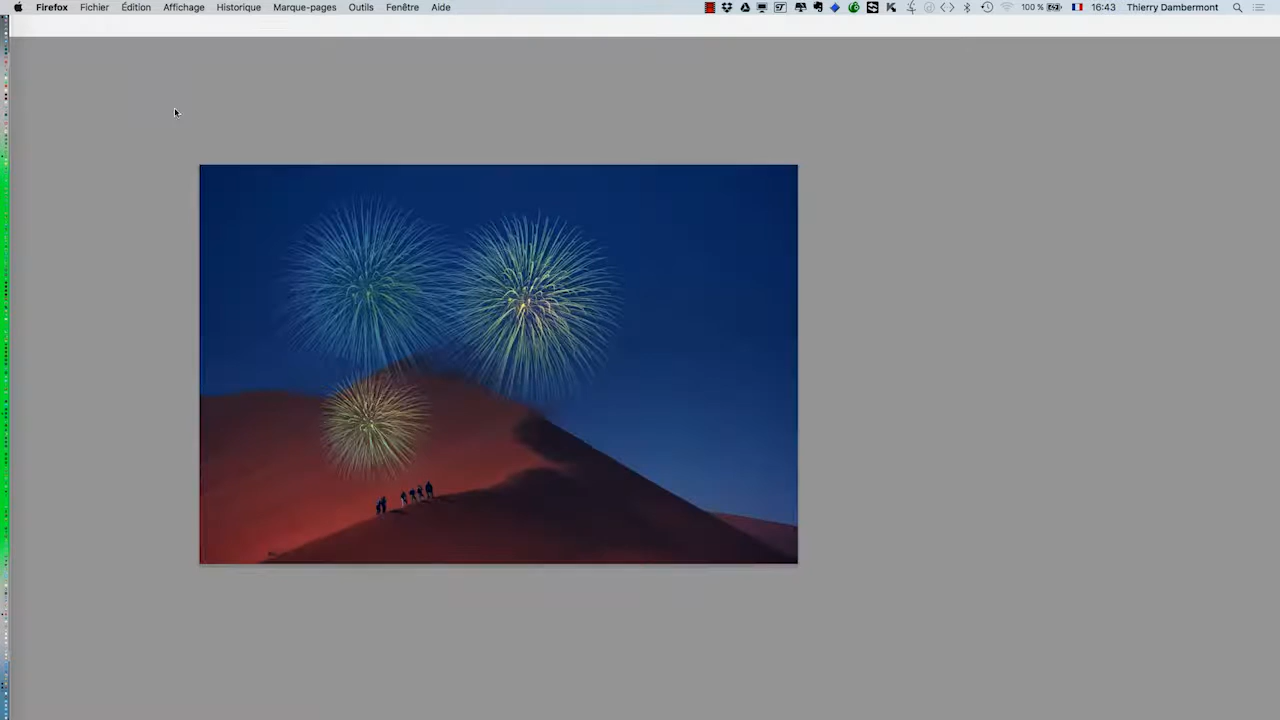 Firefox Fichier Édition Affichage Historique Marque-pages Outils Fenêtre Aide 100 % 16:43 Thierry Dambermont